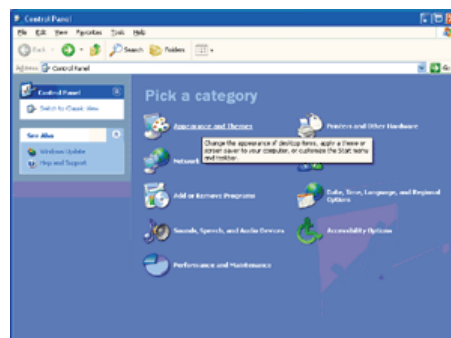 Control Panel
File Edit View Favorites Tools Help
Back Search Folders
Address Control Panel Go
Control Panel
Switch to Classic View
See Also
Windows Update
Help and Support
Pick a category
Appearance and Themes
Printers and Other Hardware
Change the appearance of desktop items, apply a theme or
screen saver to your computer, or customize the Start menu
and taskbar.
Network
Add or Remove Programs
Date, Time, Language, and Regional
Options
Sounds, Speech, and Audio Devices
Accessibility Options
Performance and Maintenance